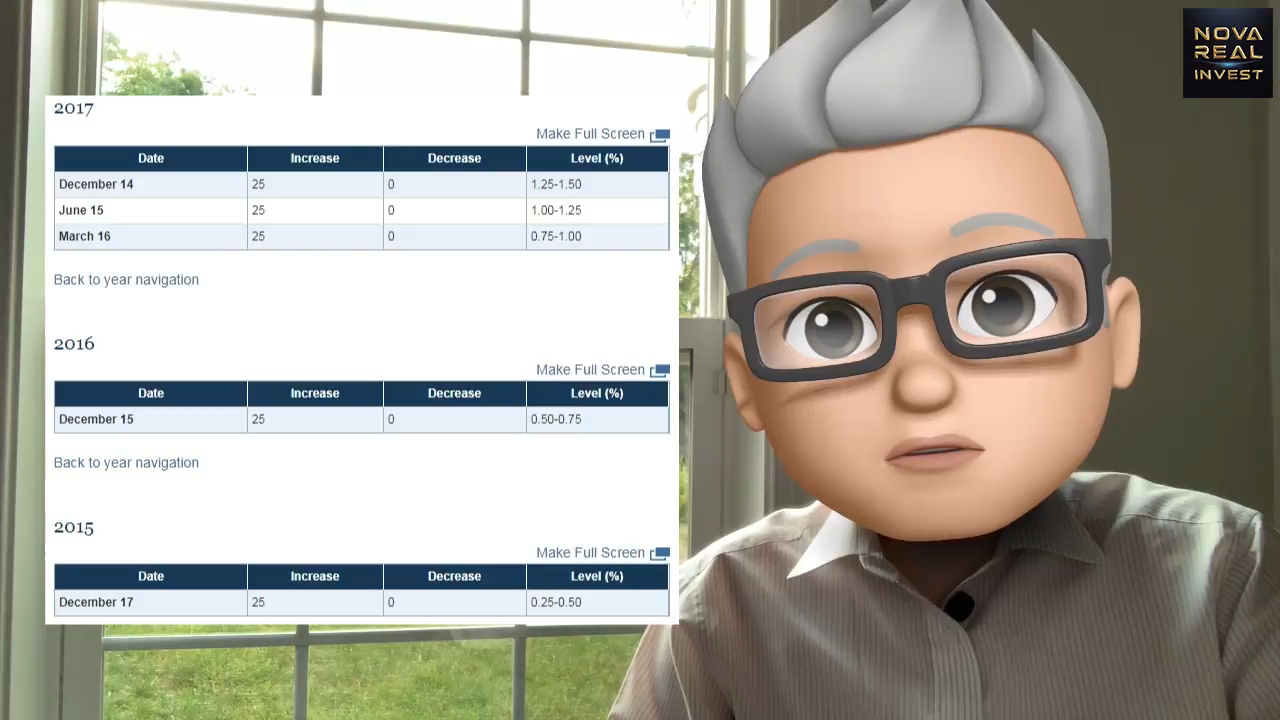 NOVA
REAL
INVEST
2017
Make Full Screen
Date Increase Decrease Level (%)
December 14 25 0 1.25-1.50
June 15 25 0 1.00-1.25
March 16 25 0 0.75-1.00
Back to year navigation
2016
Make Full Screen
Date Increase Decrease Level (%)
December 15 25 0 0.50-0.75
Back to year navigation
2015
Make Full Screen
Date Increase Decrease Level (%)
December 17 25 0 0.25-0.50